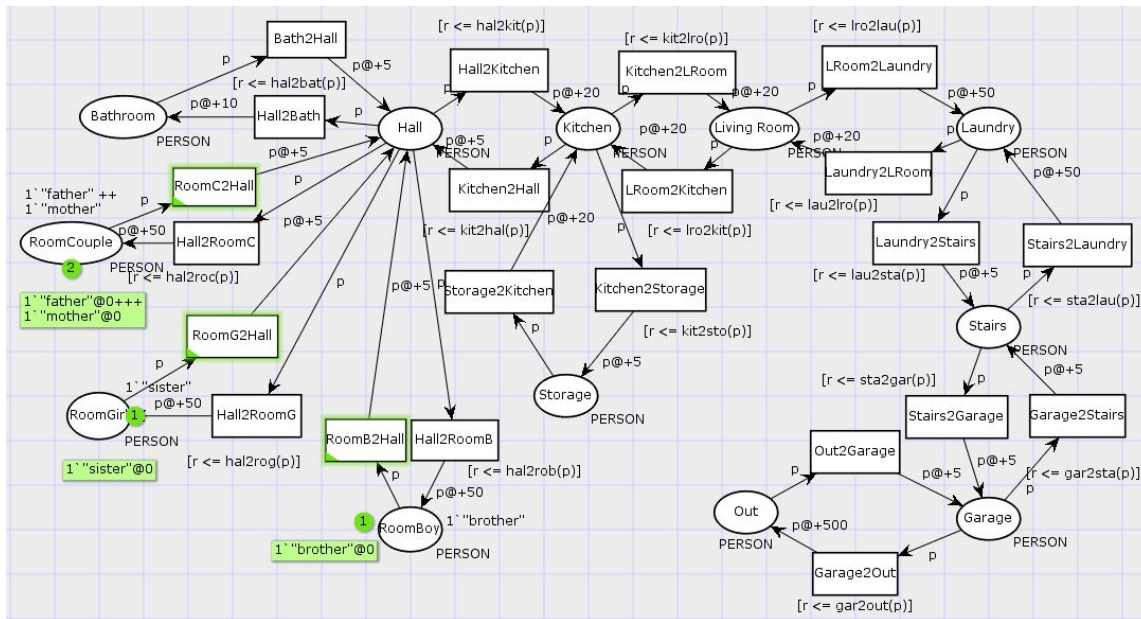 Bath2Hall
[r <= hal2kit(p)]
[r <= kit2lro(p)]
[r <= lro2lau(p)]
p
p@+5
p
Hall2Kitchen
p
Kitchen2LRoom
p
LRoom2Laundry
[r <= hal2bat(p)]
p@+20
p@+20
p@+50
p@+10
Bathroom
Hall2Bath
p
Hall
Kitchen
p@+20
Living Room
Laundry
PERSON
p@+5
PERSON
p
PERSON
p
p@+20
PERSON
p
PERSON
p@+5
RoomC2Hall
p
Kitchen2Hall
LRoom2Kitchen
Laundry2LRoom
p@+50
1`"father" ++
1`"mother"
p
p@+20
[r <= lau2lro(p)]
p
RoomCouple
p@+50
Hall2RoomC
p@+5
[r <= kit2hal(p)]
p
[r <= lro2kit(p)]
Laundry2Stairs
Stairs2Laundry
PERSON
2
[r <= hal2roc(p)]
p
p@+5
p
Storage2Kitchen
Kitchen2Storage
[r <= lau2sta(p)]
p@+5
p
[r <= sta2lau(p)]
1`"father"@0+++
1`"mother"@0
RoomG2Hall
p
[r <= kit2sto(p)]
Stairs
PERSON
p
p@+5
[r <= sta2gar(p)]
p
p@+5
1`"sister"
Storage
PERSON
RoomGirl
1
p@+50
Hall2RoomG
Stairs2Garage
Garage2Stairs
PERSON
RoomB2Hall
Hall2RoomB
Out2Garage
1`"sister"@0
[r <= hal2rog(p)]
p
[r <= hal2rob(p)]
p
p@+5
p@+5
p
[r <= gar2sta(p)]
p@+50
1
RoomBoy
1`"brother"
Out
p@+500
Garage
1`"brother"@0
PERSON
PERSON
p
PERSON
Garage2Out
[r <= gar2out(p)]